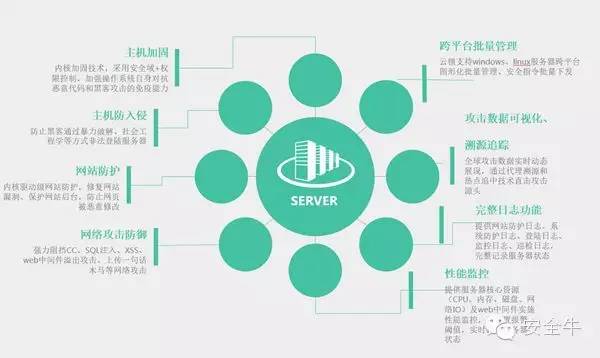 主机加固
内核加固技术，采用安全域+权
限控制、加强操作系统自身对抗
恶意代码和黑客攻击的免疫能力
主机防入侵
防止黑客通过暴力破解、社会工
程学等方式非法登陆服务器
网站防护
内核驱动级网站防护，修复网站
漏洞、保护网站后台，防止网页
被恶意修改
网络攻击防御
强力阻挡CC、SQL注入、XSS、
web中间件溢出攻击、上传一句话
木马等网络攻击
SERVER
跨平台批量管理
云锁支持windows、linux服务器跨平台
图形化批量管理、安全指令批量下发
攻击数据可视化、
溯源追踪
全球攻击数据实时动态
展现，通过代理溯源和
热点追中技术直击攻击
源头
完整日志功能
提供网站防护日志、系
统防护日志、登陆日志、
监控日志、巡检日志，
完整记录服务器状态
性能监控
提供服务器核心资源
（CPU、内存、磁盘、网
络IO）及web中间件实施
性能监控，置报
阈值，实时务器
状态
安全牛